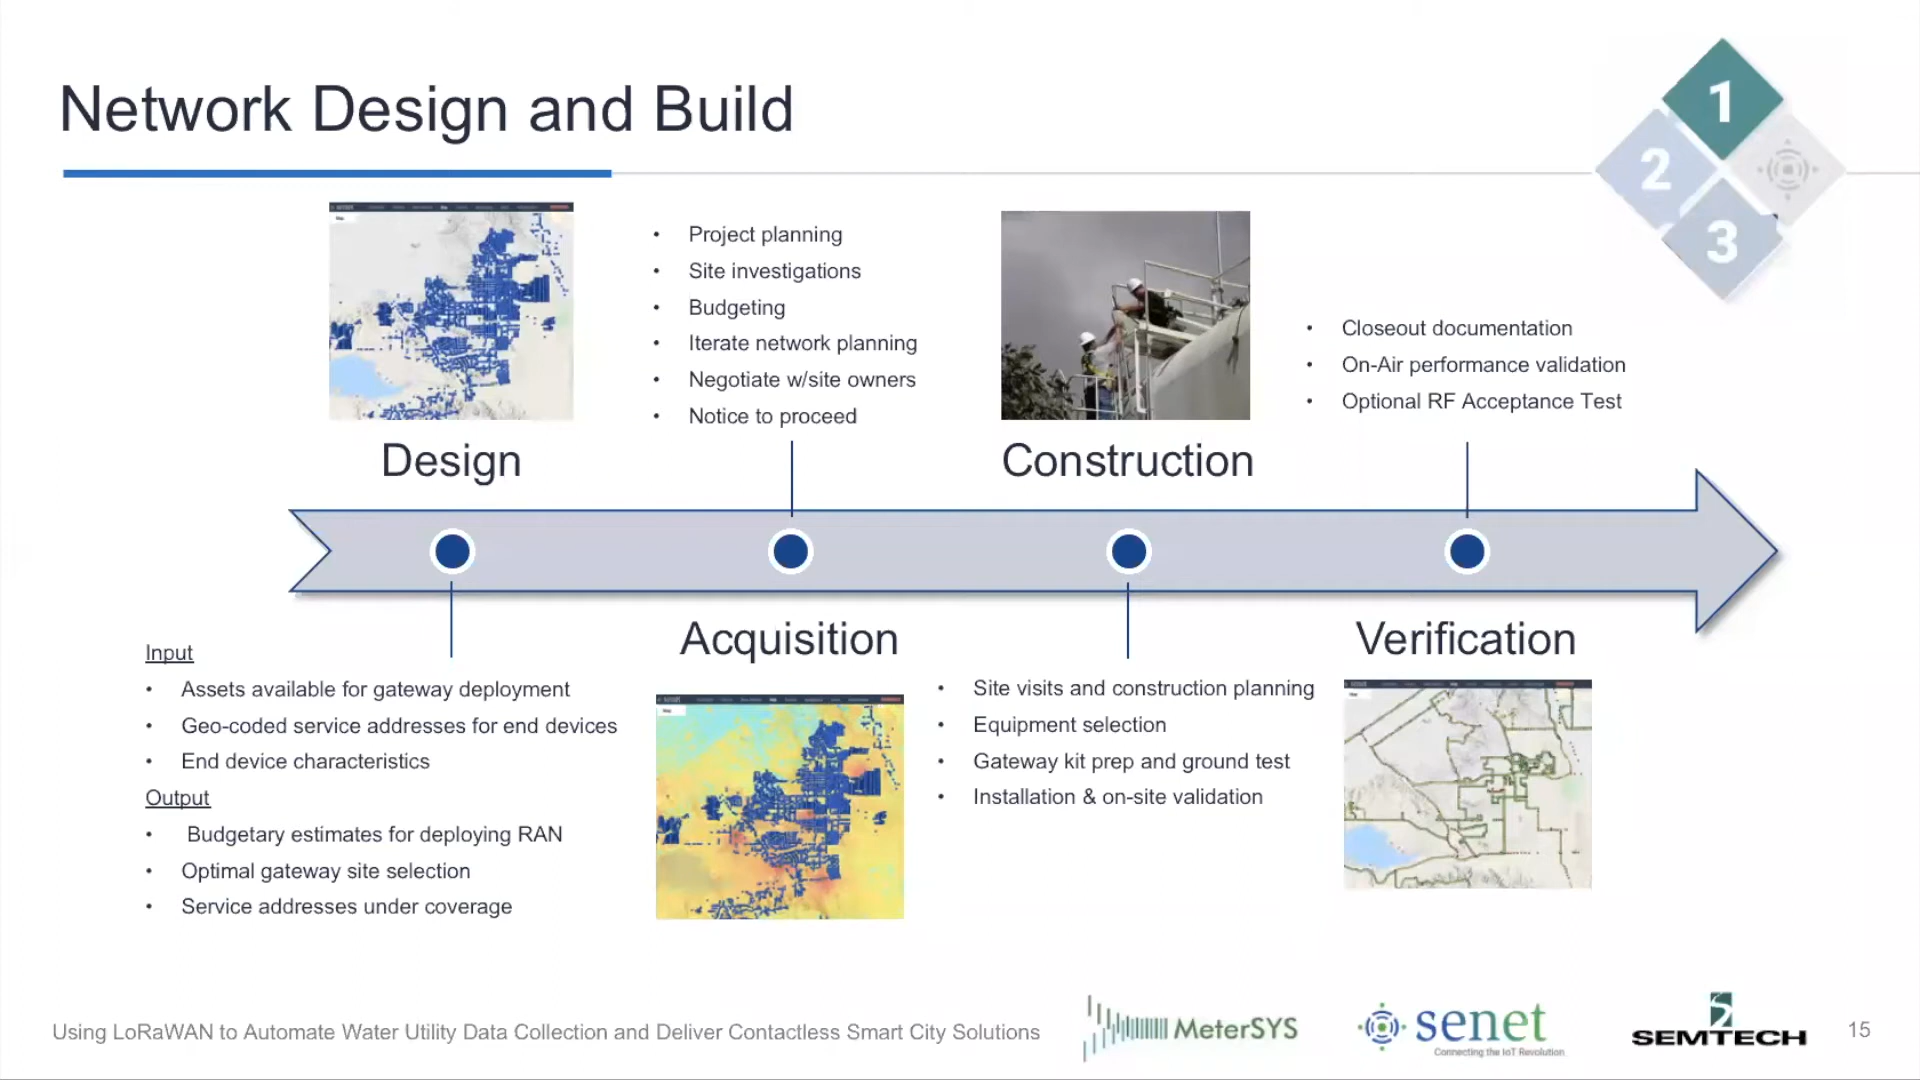 Network Design and Build
1
2
3
• Project planning
• Site investigations
• Budgeting
• Iterate network planning
• Negotiate w/site owners
• Notice to proceed
• Closeout documentation
• On-Air performance validation
• Optional RF Acceptance Test
Design
Construction
Acquisition
Verification
Input
• Assets available for gateway deployment
• Geo-coded service addresses for end devices
• End device characteristics
Output
• Budgetary estimates for deploying RAN
• Optimal gateway site selection
• Service addresses under coverage
senet
Map
• Site visits and construction planning
• Equipment selection
• Gateway kit prep and ground test
• Installation & on-site validation
Using LoRaWAN to Automate Water Utility Data Collection and Deliver Contactless Smart City Solutions
MeterSYS
senet
Connecting the IoT Revolution
SEMTECH
15